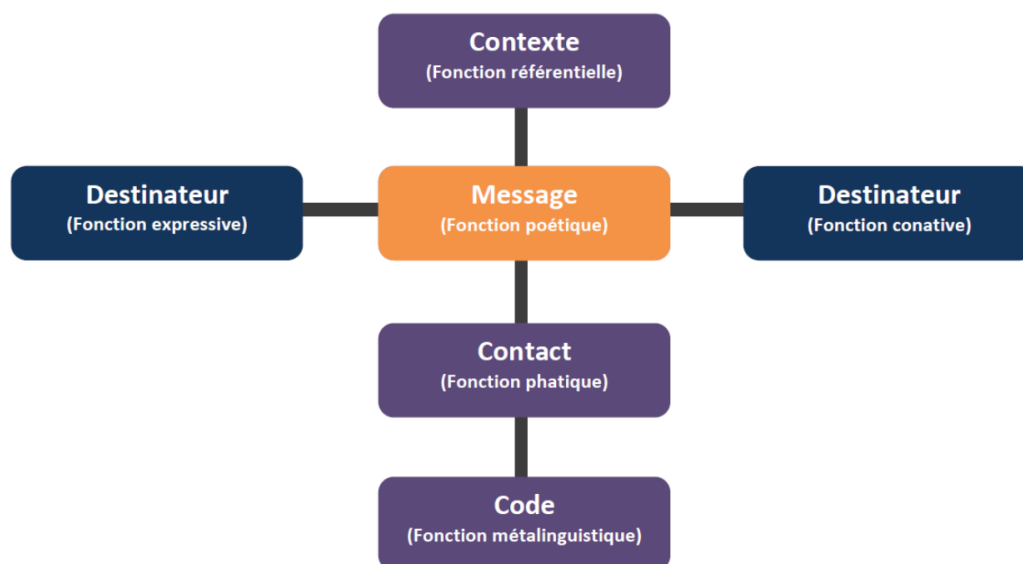 Contexte
(Fonction référentielle)
Destinateur
(Fonction expressive)
Message
(Fonction poétique)
Destinateur
(Fonction conative)
Contact
(Fonction phatique)
Code
(Fonction métalinguistique)